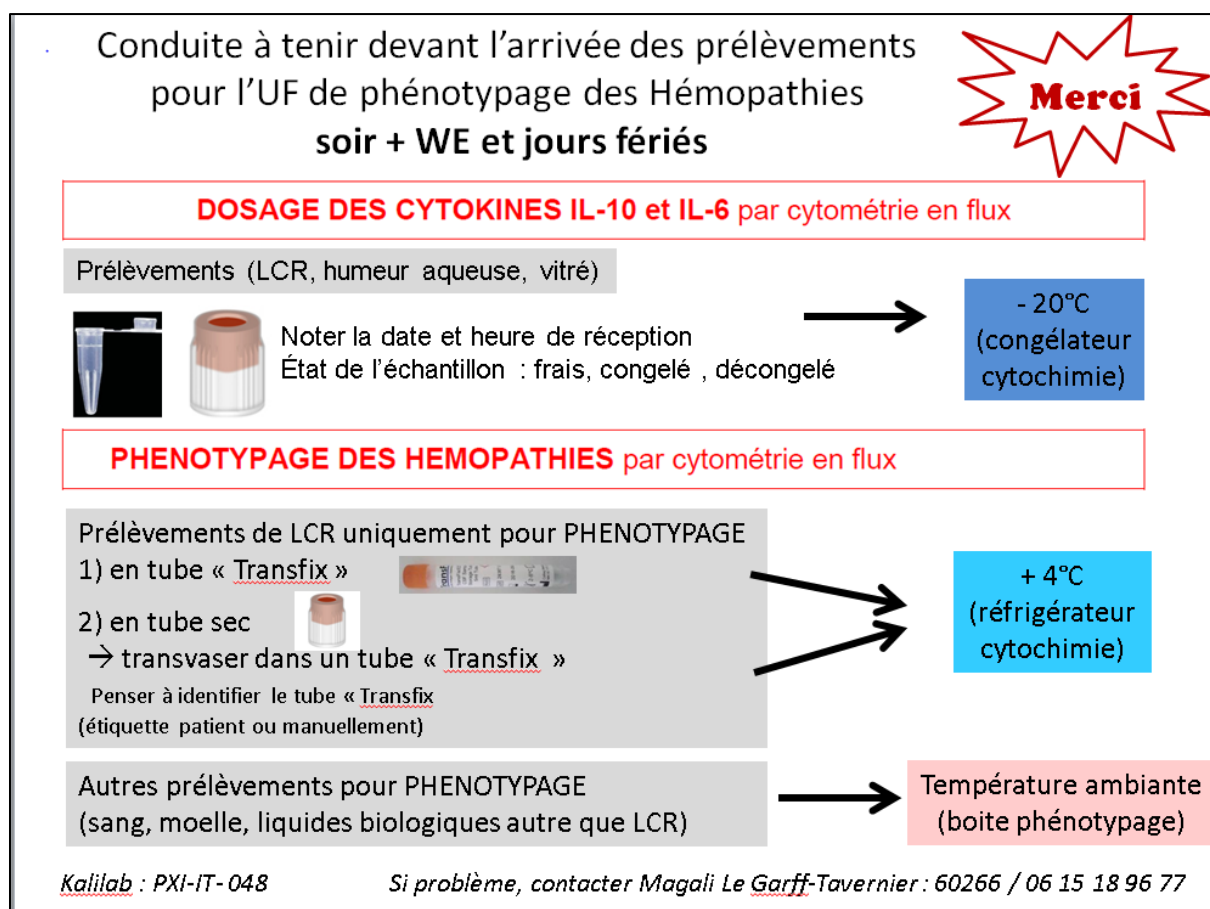 Conduite à tenir devant l'arrivée des prélèvements
pour l'UF de phénotypage des Hémopathies
soir + WE et jours fériés
Merci
DOSAGE DES CYTOKINES IL-10 et IL-6 par cytométrie en flux
Prélèvements (LCR, humeur aqueuse, vitré)
Noter la date et heure de réception
État de l'échantillon : frais, congelé , décongelé
- 20°C
(congélateur
cytochimie)
PHENOTYPAGE DES HEMOPATHIES par cytométrie en flux
Prélèvements de LCR uniquement pour PHENOTYPAGE
1) en tube « Transfix »
2) en tube sec
→ transvaser dans un tube « Transfix »
Penser à identifier le tube « Transfix
(étiquette patient ou manuellement)
+ 4°C
(réfrigérateur
cytochimie)
Autres prélèvements pour PHENOTYPAGE
(sang, moelle, liquides biologiques autre que LCR)
Température ambiante
(boite phénotypage)
Kalilab : PXI-IT-048 Si problème, contacter Magali Le Garff-Tavernier : 60266 / 06 15 18 96 77